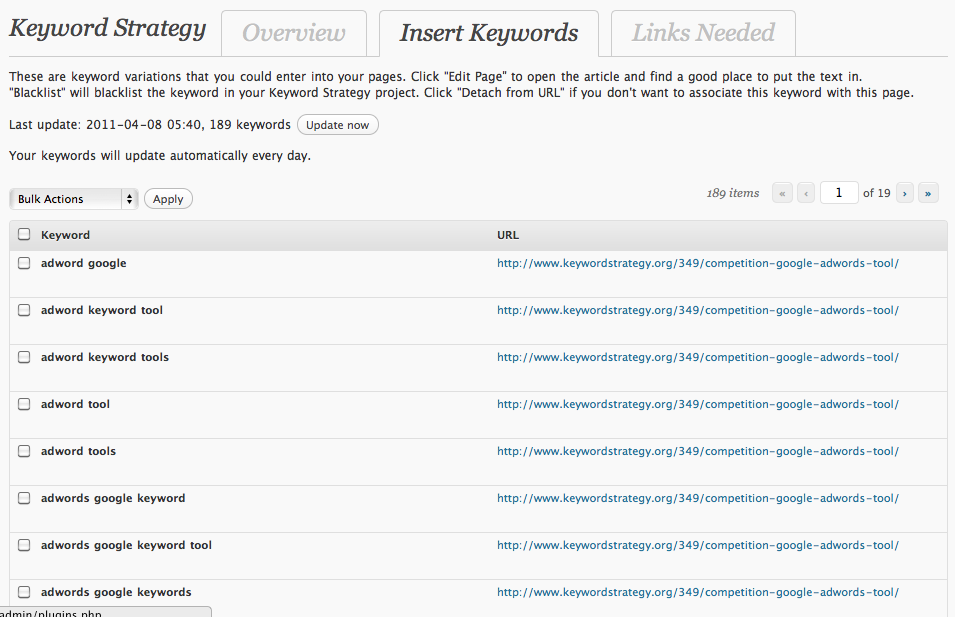 Keyword Strategy Overview Insert Keywords Links Needed
These are keyword variations that you could enter into your pages. Click "Edit Page" to open the article and find a good place to put the text in.
"Blacklist" will blacklist the keyword in your Keyword Strategy project. Click "Detach from URL" if you don't want to associate this keyword with this page.
Last update: 2011-04-08 05:40, 189 keywords Update now
Your keywords will update automatically every day.
Bulk Actions Apply 189 items « ‹ 1 of 19 › »
Keyword URL
adword google http://www.keywordstrategy.org/349/competition-google-adwords-tool/
adword keyword tool http://www.keywordstrategy.org/349/competition-google-adwords-tool/
adword keyword tools http://www.keywordstrategy.org/349/competition-google-adwords-tool/
adword tool http://www.keywordstrategy.org/349/competition-google-adwords-tool/
adword tools http://www.keywordstrategy.org/349/competition-google-adwords-tool/
adwords google keyword http://www.keywordstrategy.org/349/competition-google-adwords-tool/
adwords google keyword tool http://www.keywordstrategy.org/349/competition-google-adwords-tool/
adwords google keywords http://www.keywordstrategy.org/349/competition-google-adwords-tool/
admin/plugins.php